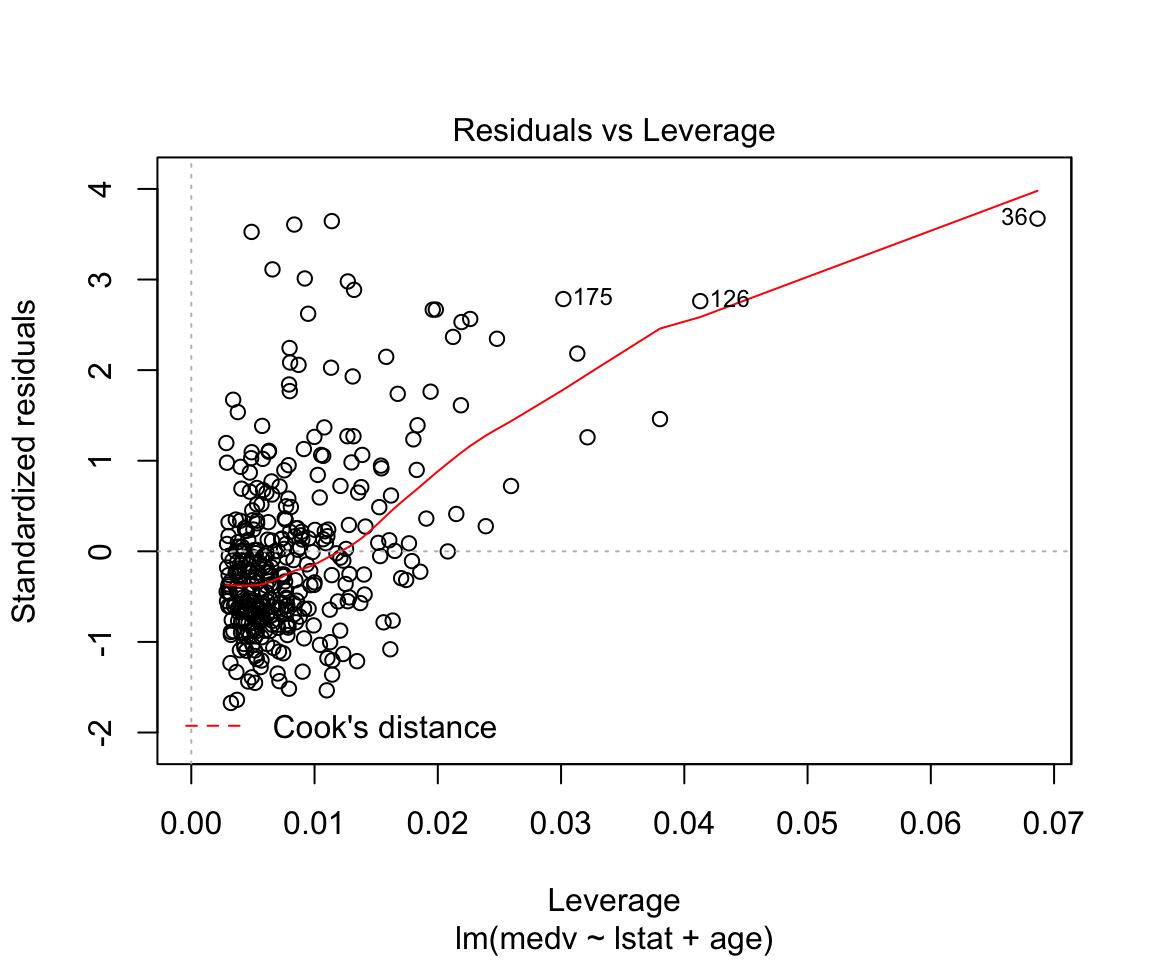 Residuals vs Leverage
Standardized residuals
4
3
2
1
0
-1
-2
36
175
126
Cook's distance
0.00 0.01 0.02 0.03 0.04 0.05 0.06 0.07
Leverage
lm(medv ~ lstat + age)